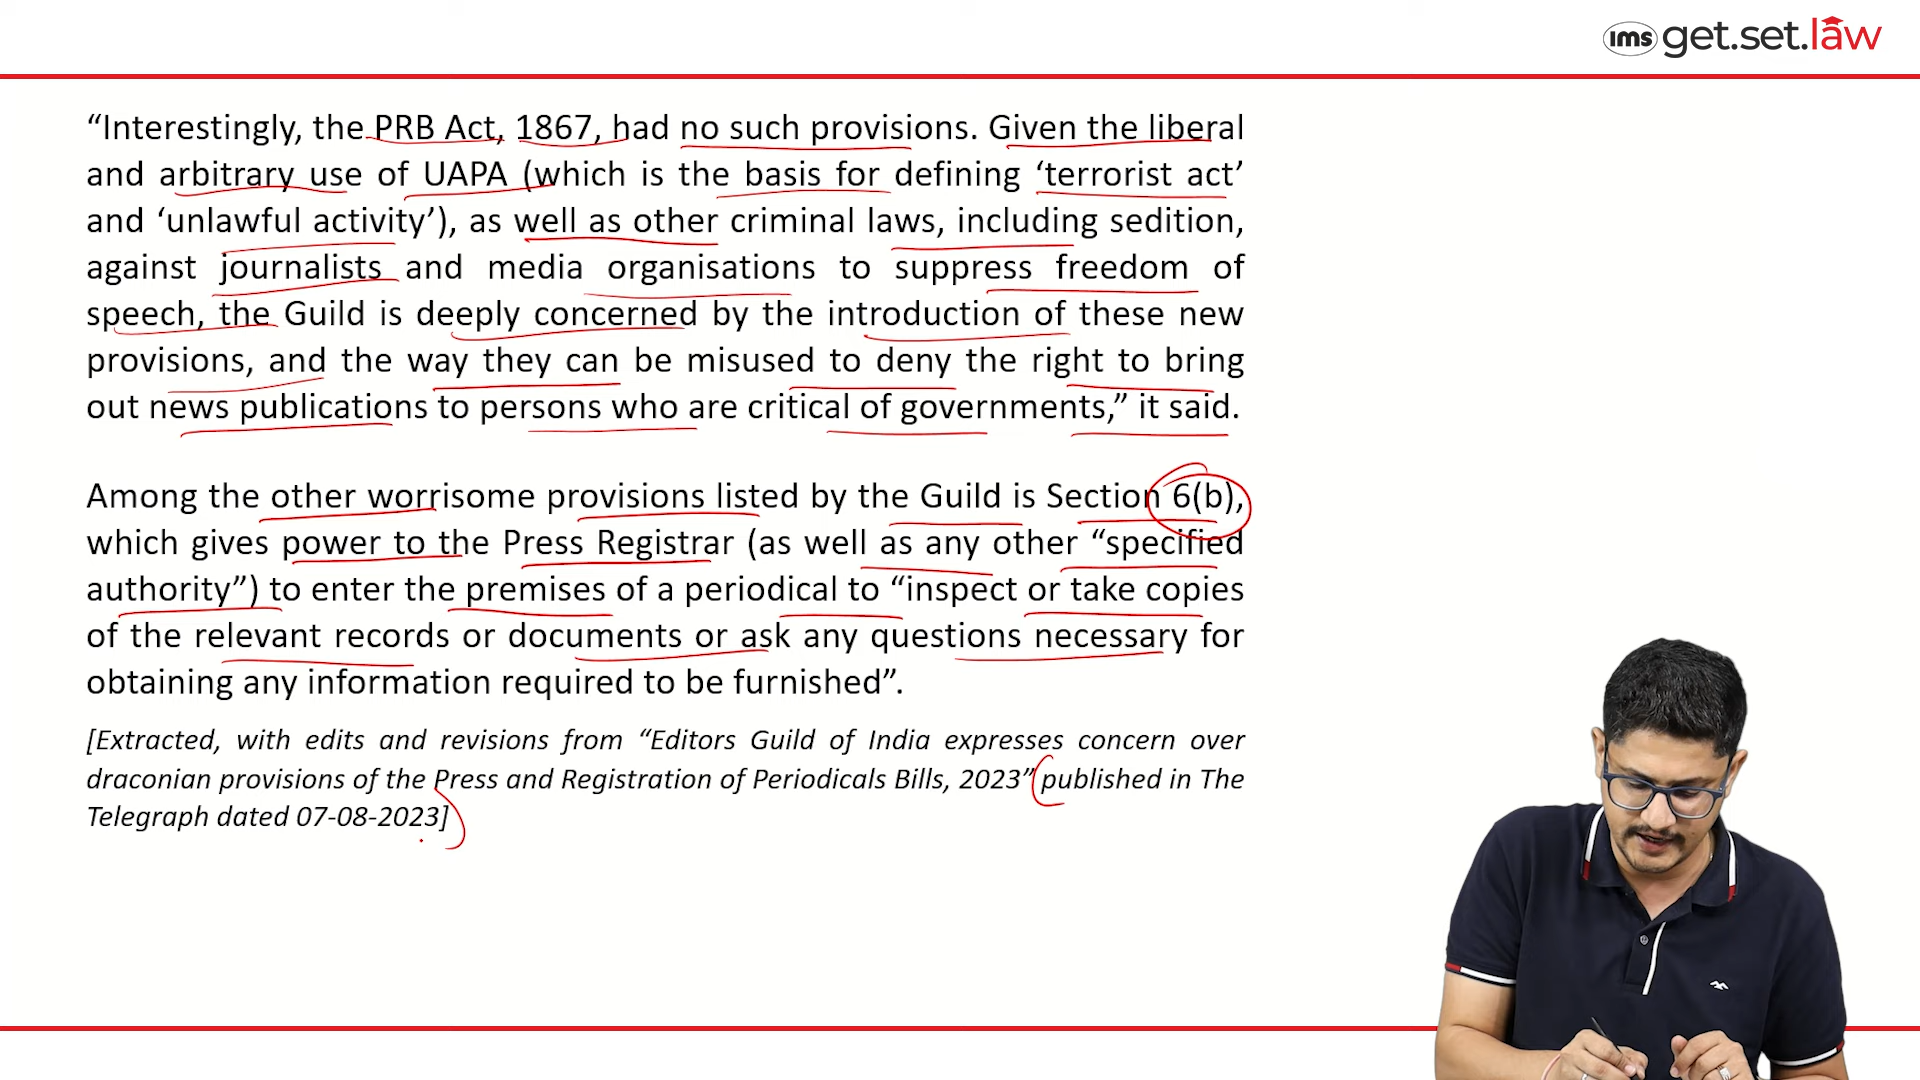 ims get.set.law
“Interestingly, the PRB Act, 1867, had no such provisions. Given the liberal
and arbitrary use of UAPA (which is the basis for defining ‘terrorist act’
and ‘unlawful activity’), as well as other criminal laws, including sedition,
against journalists and media organisations to suppress freedom of
speech, the Guild is deeply concerned by the introduction of these new
provisions, and the way they can be misused to deny the right to bring
out news publications to persons who are critical of governments,” it said.
Among the other worrisome provisions listed by the Guild is Section 6(b),
which gives power to the Press Registrar (as well as any other “specified
authority”) to enter the premises of a periodical to “inspect or take copies
of the relevant records or documents or ask any questions necessary for
obtaining any information required to be furnished”.
[Extracted, with edits and revisions from “Editors Guild of India expresses concern over
draconian provisions of the Press and Registration of Periodicals Bills, 2023” published in The
Telegraph dated 07-08-2023]